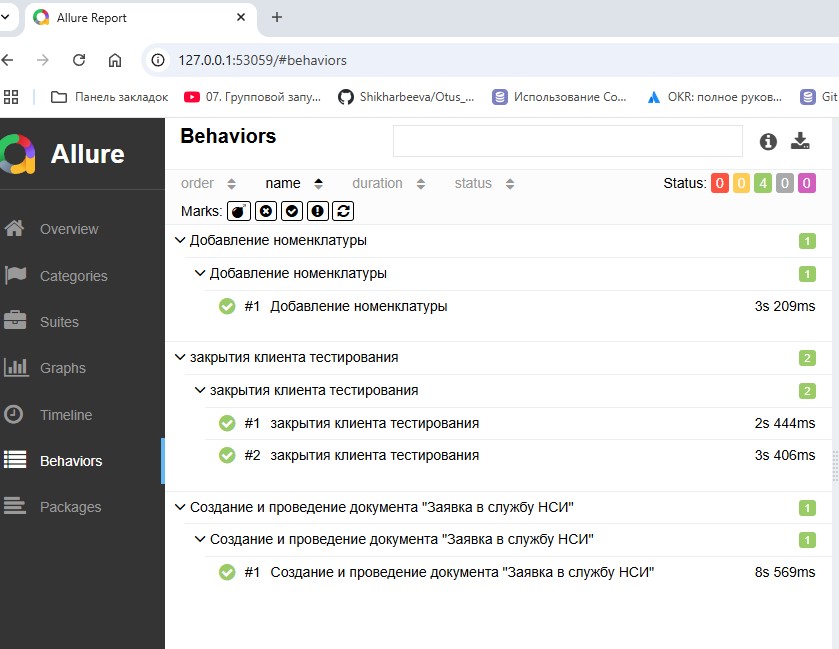 Allure Report
127.0.0.1:53059/#behaviors
Панель закладок
07. Групповой запу...
Shikharbeeva/Otus_...
Использование Co...
OKR: полное руков...
Git
Allure
Behaviors
order name duration status Status: 0 0 4 0 0
Marks:
Overview
Categories
Suites
Graphs
Timeline
Behaviors
Packages
Добавление номенклатуры 1
Добавление номенклатуры 1
#1 Добавление номенклатуры 3s 209ms
закрытия клиента тестирования 2
закрытия клиента тестирования 2
#1 закрытия клиента тестирования 2s 444ms
#2 закрытия клиента тестирования 3s 406ms
Создание и проведение документа "Заявка в службу НСИ" 1
Создание и проведение документа "Заявка в службу НСИ" 1
#1 Создание и проведение документа "Заявка в службу НСИ" 8s 569ms